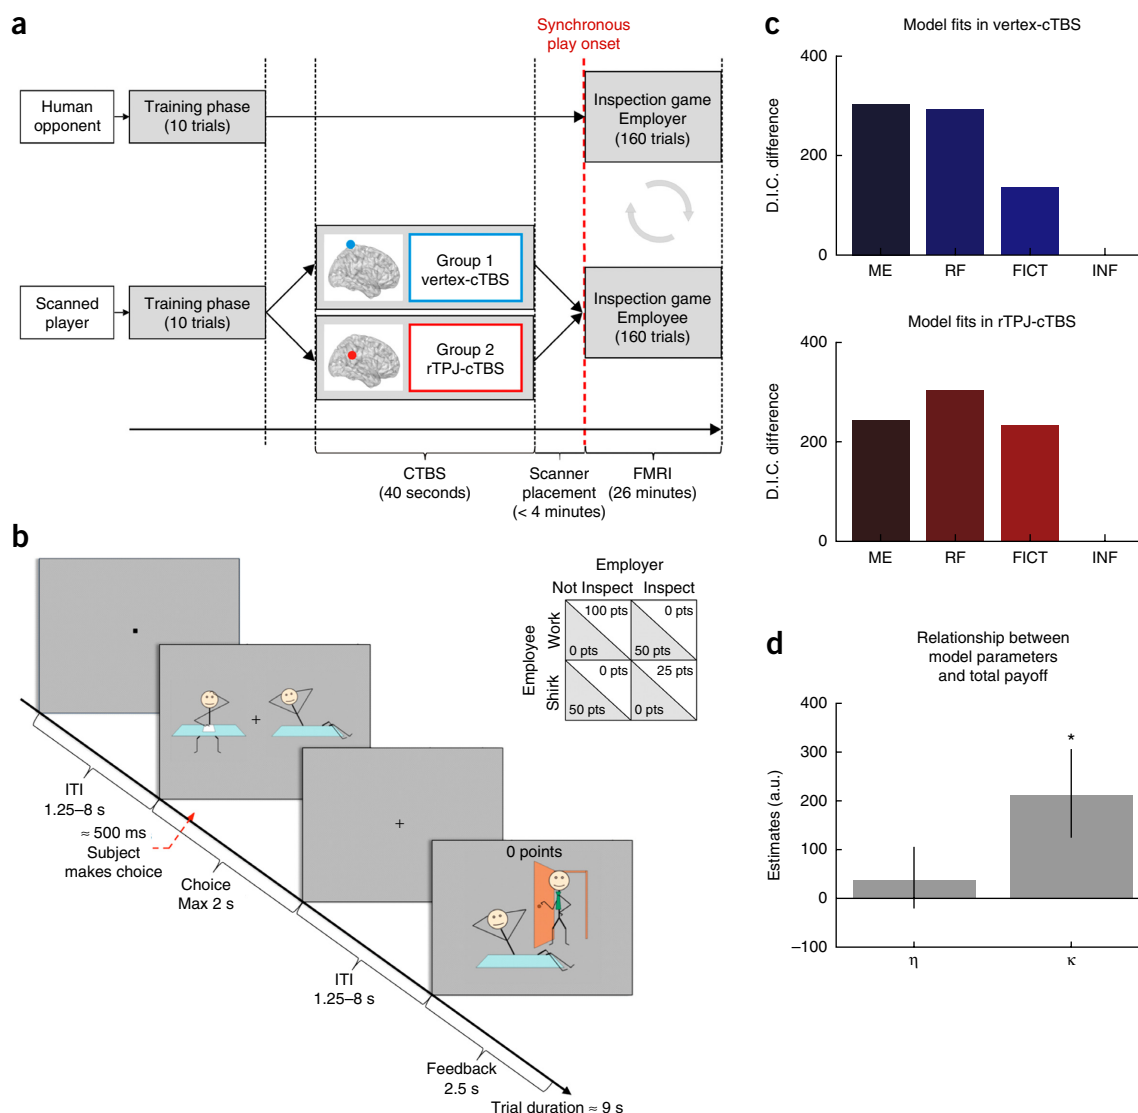 a
Synchronous
play onset
Human
opponent
Training phase
(10 trials)
Inspection game
Employer
(160 trials)
Scanned
player
Training phase
(10 trials)
Group 1
vertex-cTBS
Group 2
rTPJ-cTBS
Inspection game
Employee
(160 trials)
CTBS
(40 seconds)
Scanner
placement
(< 4 minutes)
FMRI
(26 minutes)
b
ITI
1.25–8 s
≈ 500 ms
Subject
makes choice
Choice
Max 2 s
ITI
1.25–8 s
Feedback
2.5 s
Trial duration ≈ 9 s
+
+
0 points
Employer
Not Inspect Inspect
Employee
Work
100 pts
0 pts
0 pts
50 pts
Shirk
0 pts
50 pts
25 pts
0 pts
c
Model fits in vertex-cTBS
D.I.C. difference
400
200
0
ME RF FICT INF
Model fits in rTPJ-cTBS
D.I.C. difference
400
200
0
ME RF FICT INF
d
Relationship between
model parameters
and total payoff
Estimates (a.u.)
400
300
200
100
0
–100
*
η κ